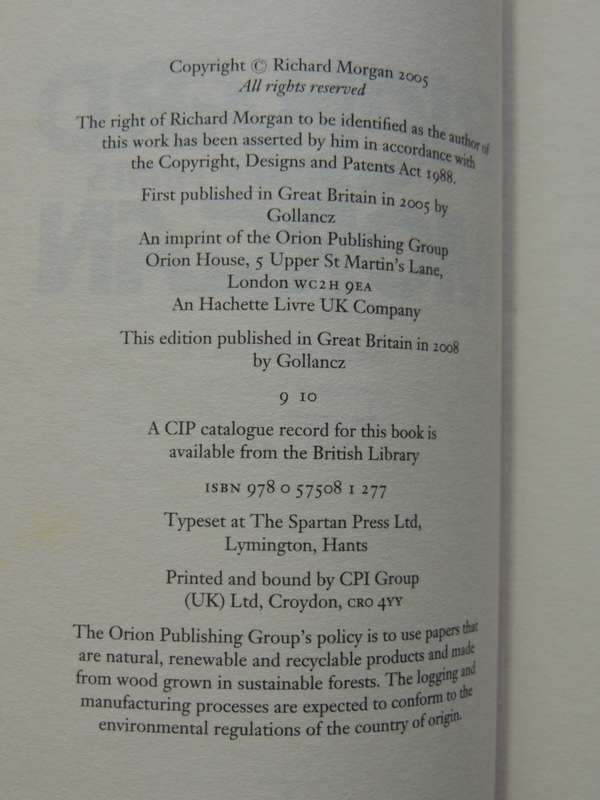 Copyright © Richard Morgan 2005
All rights reserved
The right of Richard Morgan to be identified as the author of
this work has been asserted by him in accordance with
the Copyright, Designs and Patents Act 1988.
First published in Great Britain in 2005 by
Gollancz
An imprint of the Orion Publishing Group
Orion House, 5 Upper St Martin's Lane,
London WC2H 9EA
An Hachette Livre UK Company
This edition published in Great Britain in 2008
by Gollancz
9 10
A CIP catalogue record for this book is
available from the British Library
ISBN 978 0 57508 1 277
Typeset at The Spartan Press Ltd,
Lymington, Hants
Printed and bound by CPI Group
(UK) Ltd, Croydon, CR0 4YY
The Orion Publishing Group's policy is to use papers that
are natural, renewable and recyclable products and made
from wood grown in sustainable forests. The logging and
manufacturing processes are expected to conform to the
environmental regulations of the country of origin.